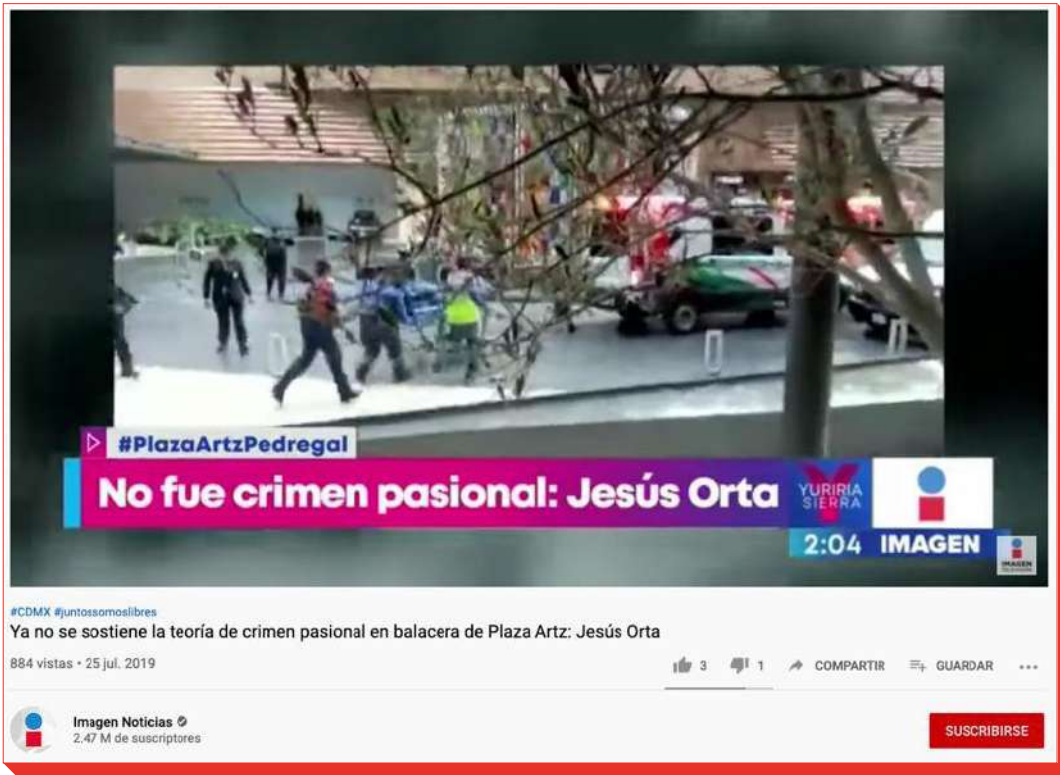 #PlazaArtzPedregal
No fue crimen pasional: Jesús Orta
YURIRIA
SIERRA
2:04 IMAGEN
IMAGEN
#CDMX #juntossomoslibres
Ya no se sostiene la teoría de crimen pasional en balacera de Plaza Artz: Jesús Orta
884 vistas • 25 jul. 2019
3 1 COMPARTIR GUARDAR
Imagen Noticias
2.47 M de suscriptores
SUSCRIBIRSE